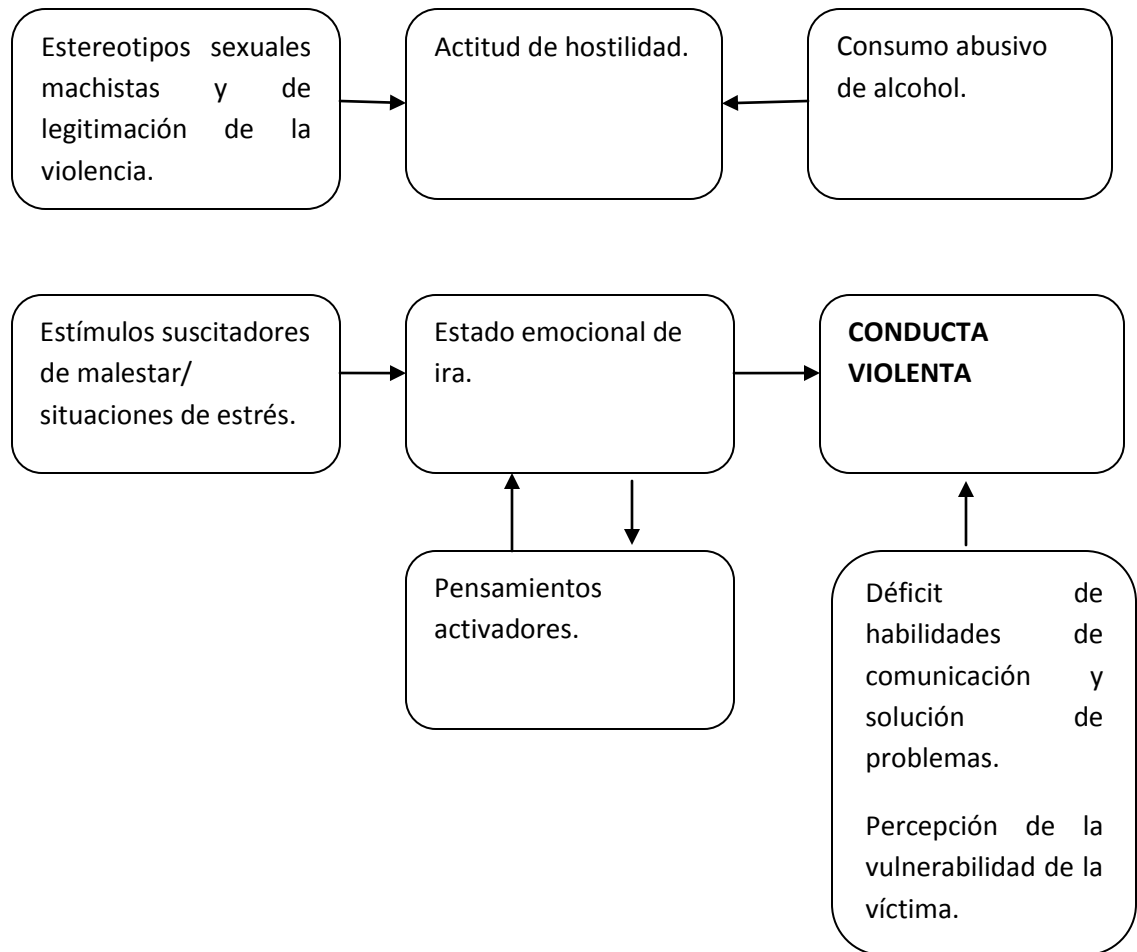 Estereotipos sexuales
machistas y de
legitimación de la
violencia.
Actitud de hostilidad.
Consumo abusivo
de alcohol.
Estímulos suscitadores
de malestar/
situaciones de estrés.
Estado emocional de
ira.
CONDUCTA
VIOLENTA
Pensamientos
activadores.
Déficit de
habilidades de
comunicación y
solución de
problemas.
Percepción de la
vulnerabilidad de la
víctima.